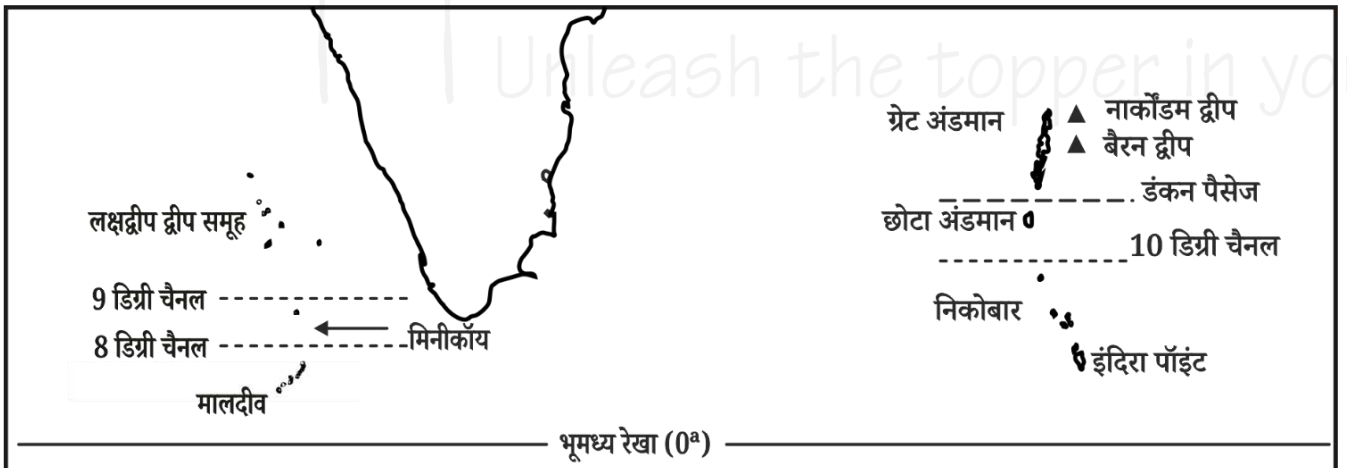 Unleash the topper in yo
ग्रेट अंडमान
नार्कोंडम द्वीप
बैरन द्वीप
डंकन पैसेज
लक्षद्वीप द्वीप समूह
छोटा अंडमान
10 डिग्री चैनल
9 डिग्री चैनल
निकोबार
मिनीकॉय
8 डिग्री चैनल
इंदिरा पॉइंट
मालदीव
भूमध्य रेखा (0ª)